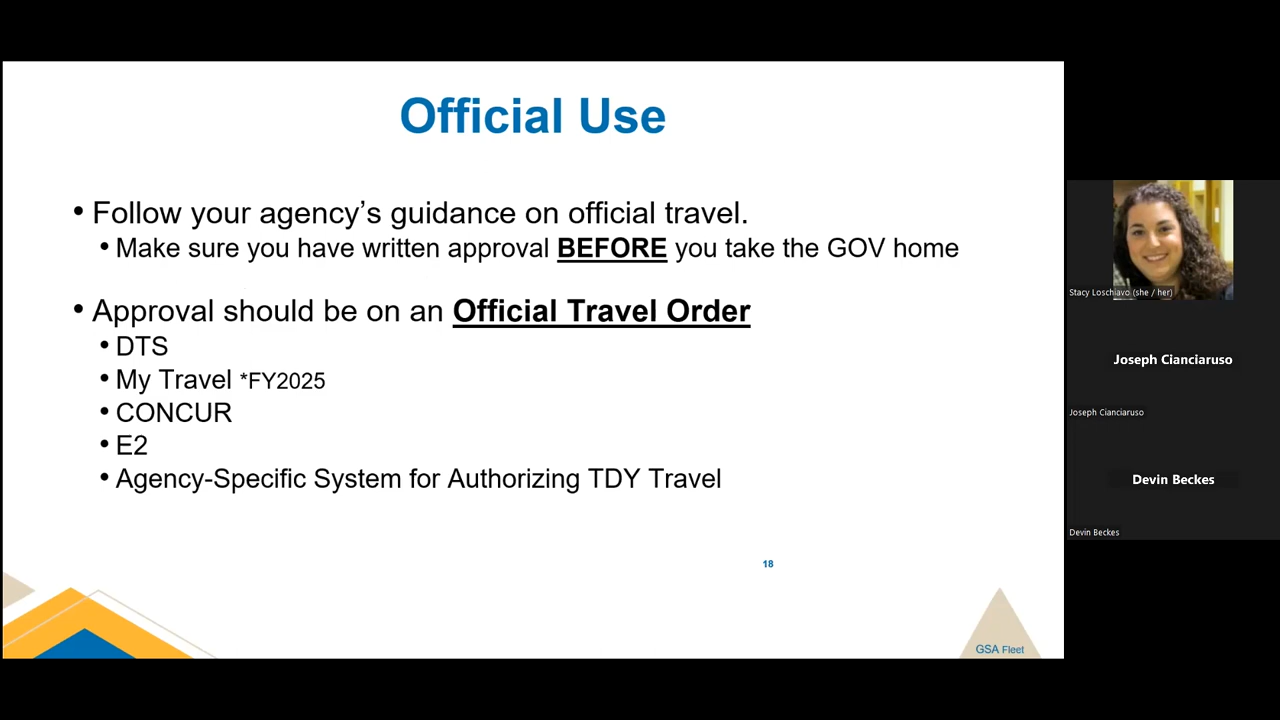 Official Use
• Follow your agency’s guidance on official travel.
• Make sure you have written approval BEFORE you take the GOV home
• Approval should be on an Official Travel Order
• DTS
• My Travel *FY2025
• CONCUR
• E2
• Agency-Specific System for Authorizing TDY Travel
18
GSA Fleet
Stacy Loschiavo (she / her)
Joseph Cianciaruso
Joseph Cianciaruso
Devin Beckes
Devin Beckes